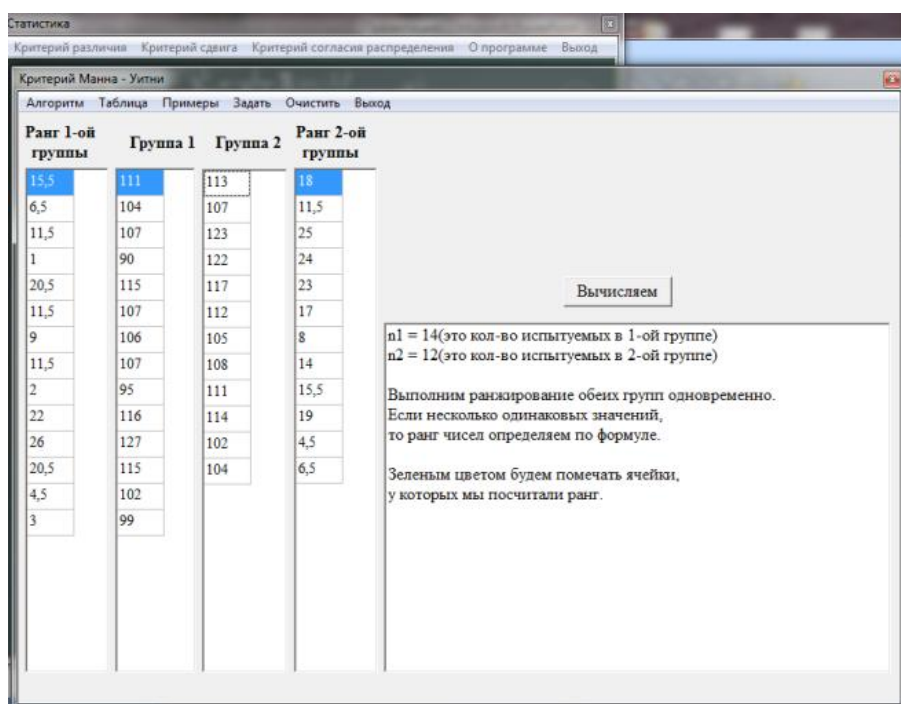 Статистика
Критерий различия Критерий сдвига Критерий согласия распределения О программе Выход
Критерий Манна - Уитни
Алгоритм Таблица Примеры Задать Очистить Выход
Ранг 1-ой группы Группа 1 Группа 2 Ранг 2-ой группы
15,5 111 113 18
6,5 104 107 11,5
11,5 107 123 25
1 90 122 24
20,5 115 117 23
11,5 107 112 17
9 106 105 8
11,5 107 108 14
2 95 111 15,5
22 116 114 19
26 127 102 4,5
20,5 115 104 6,5
4,5 102
3 99
Вычисляем
n1 = 14(это кол-во испытуемых в 1-ой группе)
n2 = 12(это кол-во испытуемых в 2-ой группе)
Выполним ранжирование обеих групп одновременно.
Если несколько одинаковых значений,
то ранг чисел определяем по формуле.
Зеленым цветом будем помечать ячейки,
у которых мы посчитали ранг.